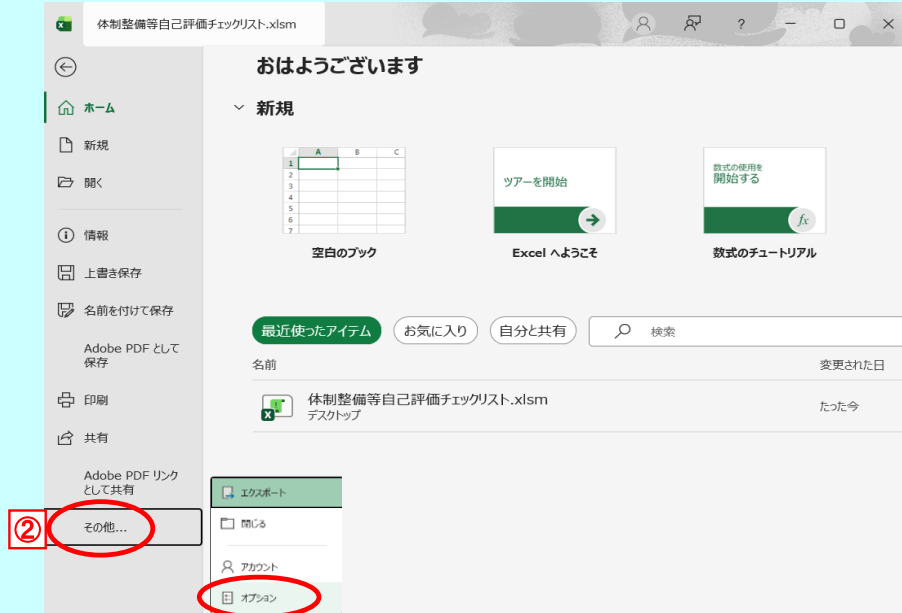 体制整備等自己評価チェックリスト.xlsm
?
おはようございます
ホーム
新規
新規
A B C
1
2
3
4
5
6
7
ツアーを開始
数式の使用を
開始する
fx
空白のブック
Excel へようこそ
数式のチュートリアル
開く
情報
上書き保存
名前を付けて保存
Adobe PDF として
保存
印刷
共有
Adobe PDF リンク
として共有
②
その他...
最近使ったアイテム
お気に入り
自分と共有
検索
名前
変更された日
体制整備等自己評価チェックリスト.xlsm
デスクトップ
たった今
エクスポート
閉じる
アカウント
オプション